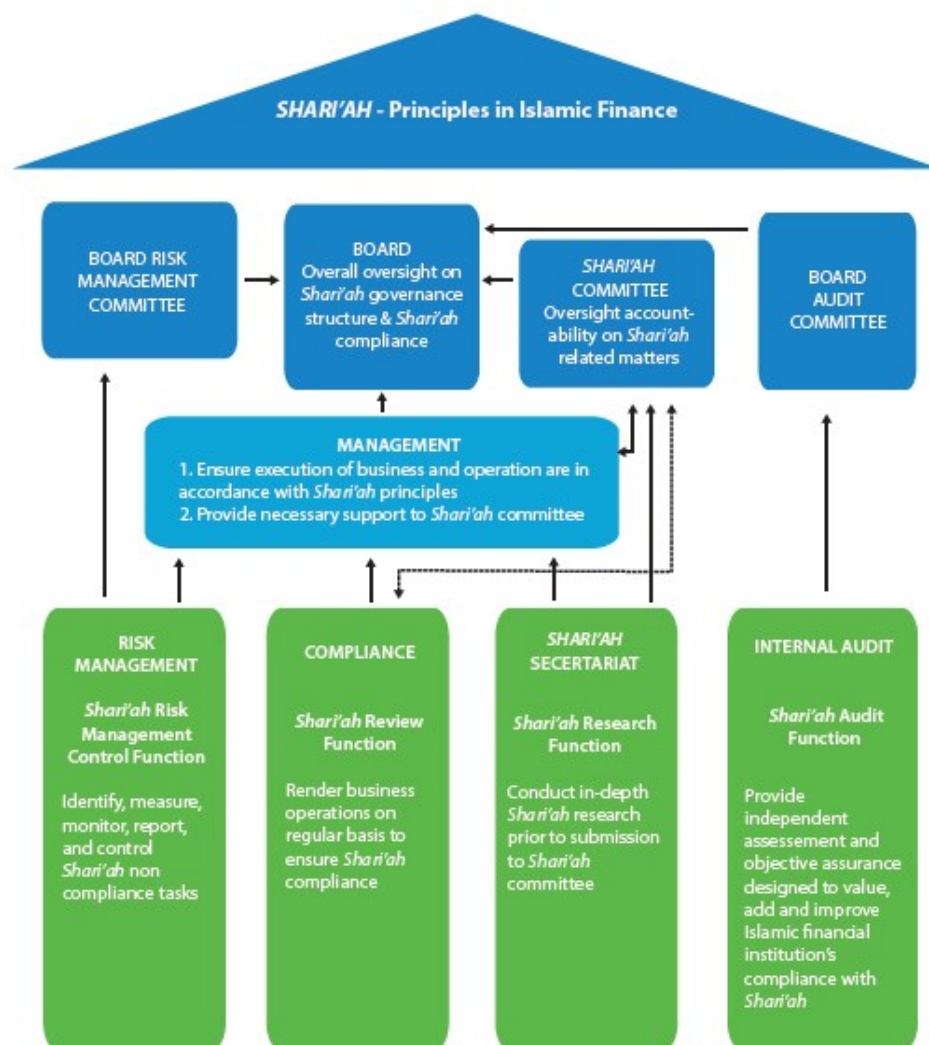 SHARI'AH - Principles in Islamic Finance
BOARD RISK
MANAGEMENT
COMMITTEE
BOARD
Overall oversight on
Shari'ah governance
structure & Shari'ah
compliance
SHARI'AH
COMMITTEE
Oversight account-
ability on Shari'ah
related matters
BOARD
AUDIT
COMMITTEE
MANAGEMENT
1. Ensure execution of business and operation are in
accordance with Shari'ah principles
2. Provide necessary support to Shari'ah committee
RISK
MANAGEMENT
Shari'ah Risk
Management
Control Function
Identify, measure,
monitor, report,
and control
Shari'ah non
compliance tasks
COMPLIANCE
Shari'ah Review
Function
Render business
operations on
regular basis to
ensure Shari'ah
compliance
SHARI'AH
SECERTARIAT
Shari'ah Research
Function
Conduct in-depth
Shari'ah research
prior to submission
to Shari'ah
committee
INTERNAL AUDIT
Shari'ah Audit
Function
Provide
independent
assessement and
objective assurance
designed to value,
add and improve
Islamic financial
institution's
compliance with
Shari'ah